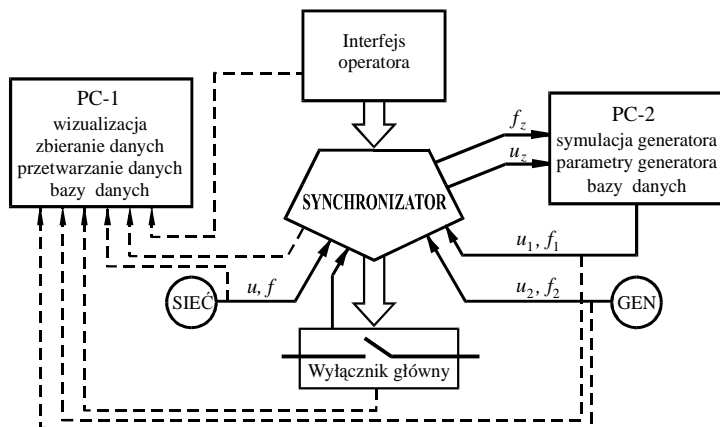 Interfejs
operatora
PC-1
wizualizacja
zbieranie danych
przetwarzanie danych
bazy danych
f_z
u_z
PC-2
symulacja generatora
parametry generatora
bazy danych
SYNCHRONIZATOR
u_1, f_1
SIEĆ
u, f
u_2, f_2
GEN
Wyłącznik główny